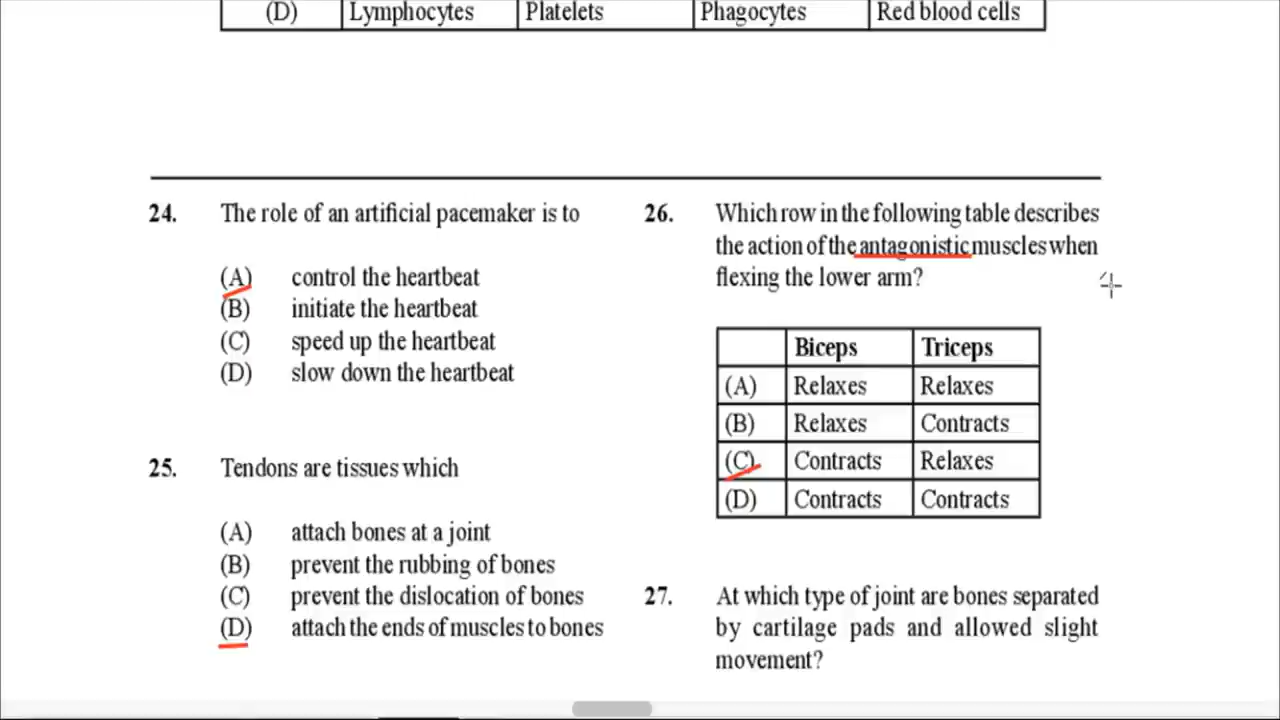 (D) Lymphocytes Platelets Phagocytes Red blood cells
24. The role of an artificial pacemaker is to
(A) control the heartbeat
(B) initiate the heartbeat
(C) speed up the heartbeat
(D) slow down the heartbeat
25. Tendons are tissues which
(A) attach bones at a joint
(B) prevent the rubbing of bones
(C) prevent the dislocation of bones
(D) attach the ends of muscles to bones
26. Which row in the following table describes
the action of the antagonistic muscles when
flexing the lower arm?
Biceps Triceps
(A) Relaxes Relaxes
(B) Relaxes Contracts
(C) Contracts Relaxes
(D) Contracts Contracts
27. At which type of joint are bones separated
by cartilage pads and allowed slight
movement?